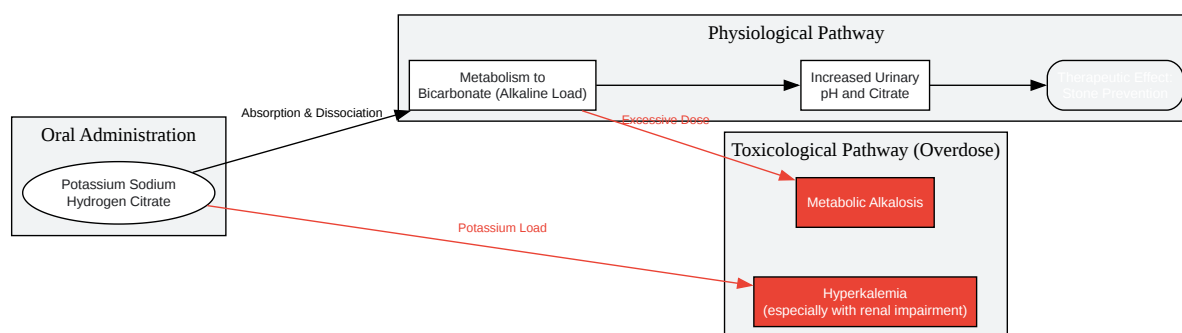 Physiological Pathway
Metabolism to
Bicarbonate (Alkaline Load)
Increased Urinary
pH and Citrate
Therapeutic Effect
Stone Prevention
Absorption & Dissociation
Excessive Dose
Oral Administration
Potassium Sodium
Hydrogen Citrate
Toxicological Pathway (Overdose)
Metabolic Alkalosis
Potassium Load
Hyperkalemia
(especially with renal impairment)